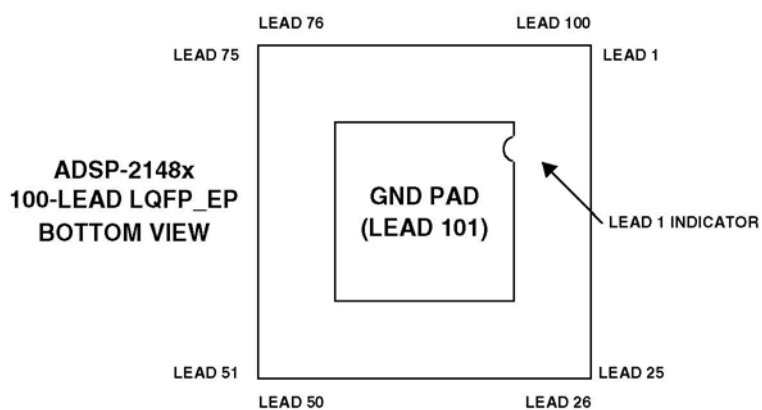 LEAD 76
LEAD 100
LEAD 75
LEAD 1
ADSP-2148x
100-LEAD LQFP_EP
BOTTOM VIEW
GND PAD
(LEAD 101)
LEAD 1 INDICATOR
LEAD 51
LEAD 25
LEAD 50
LEAD 26